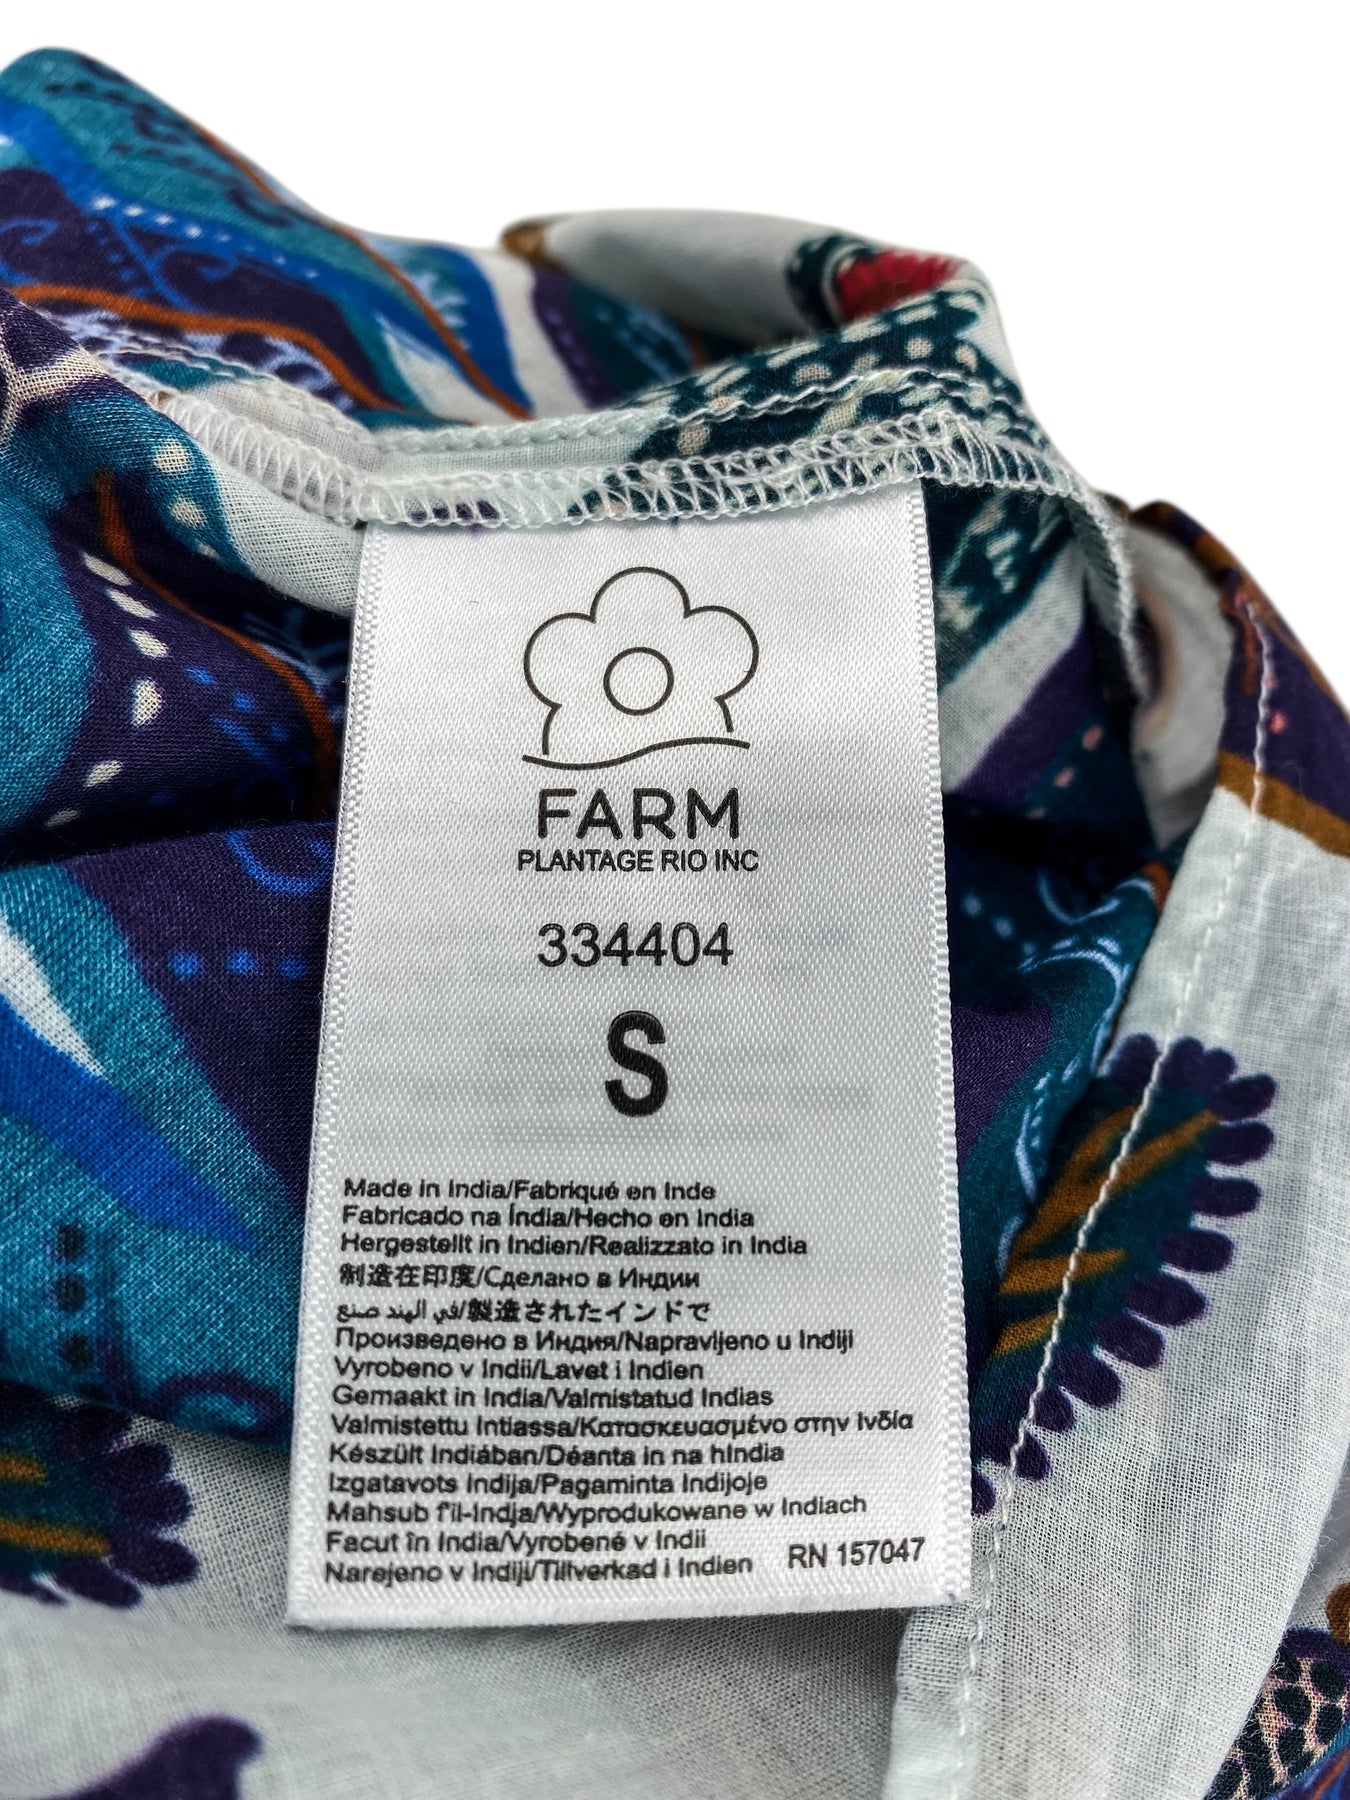 FARM
PLANTAGE RIO INC
334404
S
Made in India/Fabriqué en Inde
Fabricado na Índia/Hecho en India
Hergestellt in Indien/Realizzato in India
制造在印度/Сделано в Индии
في الهند صنع/製造されたインドで
Произведено в Индия/Napravljeno u Indiji
Vyrobeno v Indii/Lavet i Indien
Gemaakt in India/Valmistatud Indias
Valmistettu Intiassa/Κατασκευασμένο στην Ινδία
Készült Indiában/Déanta in na hIndia
Izgatavots Indija/Pagaminta Indijoje
Mahsub f'il-Indja/Wyprodukowane w Indiach
Facut în India/Vyrobené v Indii
Narejeno v Indiji/Tillverkad i Indien RN 157047